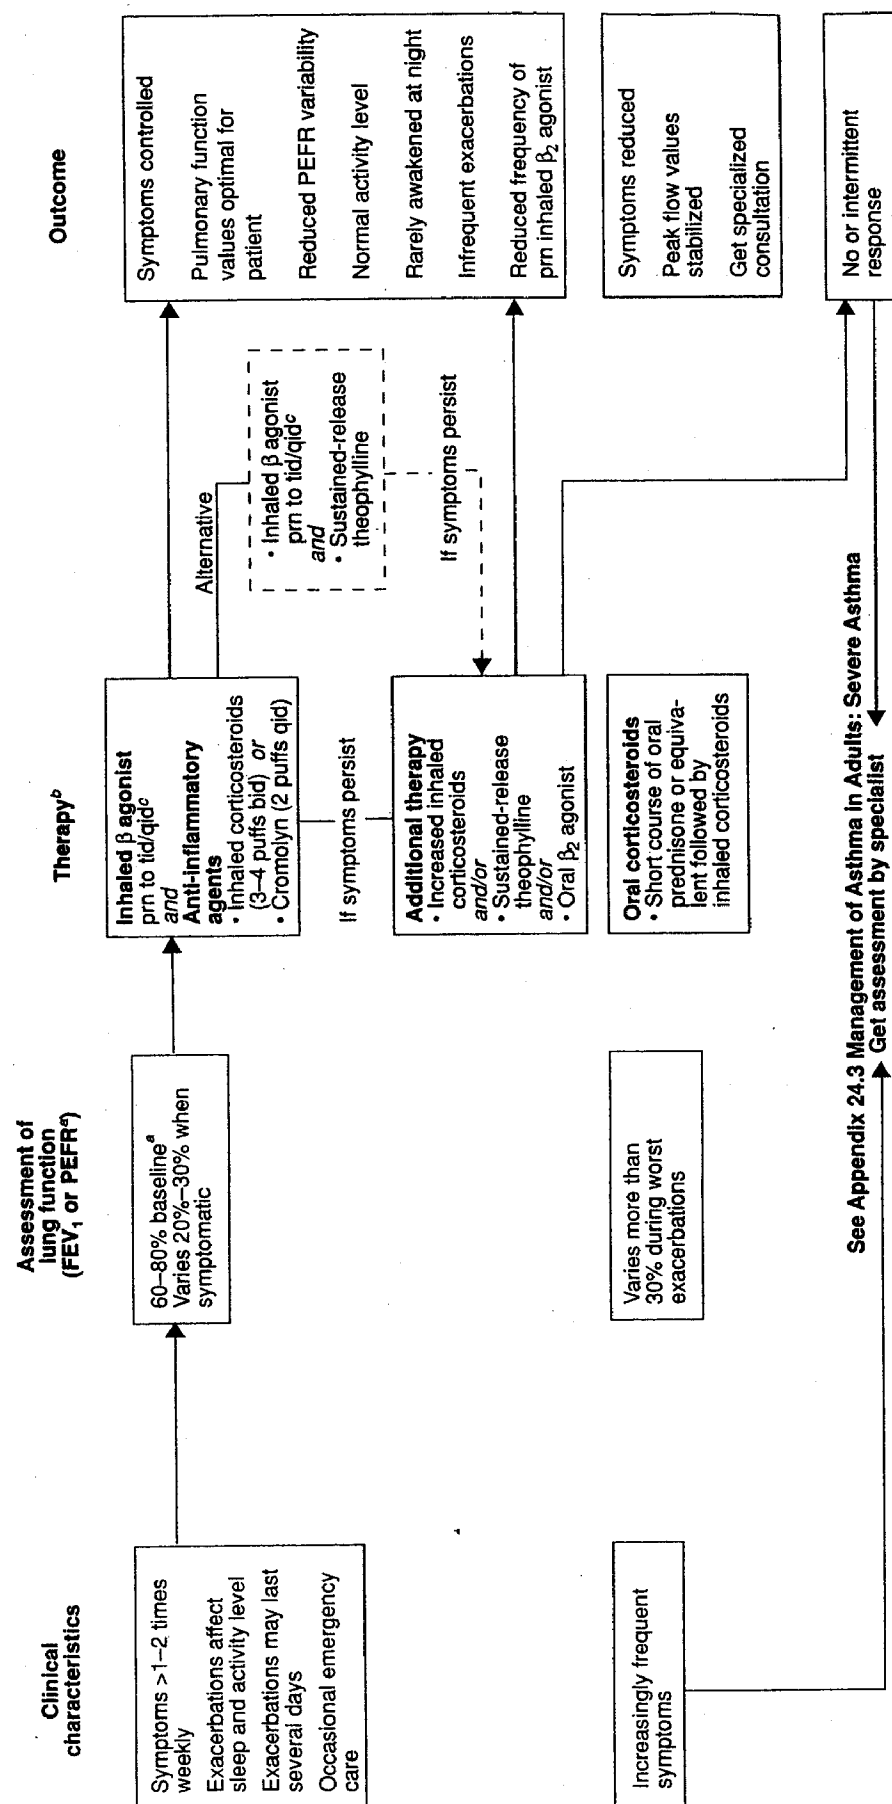 Clinical
characteristics
Assessment of
lung function
(FEV₁ or PEFRᵃ)
Therapyᵇ
Outcome
Symptoms >1–2 times
weekly
Exacerbations affect
sleep and activity level
Exacerbations may last
several days
Occasional emergency
care
60–80% baselineᵃ
Varies 20%–30% when
symptomatic
Inhaled β agonist
prn to tid/qidᶜ
and
Anti-inflammatory
agents
• Inhaled corticosteroids
(3–4 puffs bid) or
• Cromolyn (2 puffs qid)
Alternative
• Inhaled β agonist
prn to tid/qidᶜ
and
• Sustained-release
theophylline
If symptoms persist
If symptoms persist
Additional therapy
• Increased inhaled
corticosteroids
and/or
• Sustained-release
theophylline
and/or
• Oral β₂ agonist
Symptoms controlled
Pulmonary function
values optimal for
patient
Reduced PEFR variability
Normal activity level
Rarely awakened at night
Infrequent exacerbations
Reduced frequency of
prn inhaled β₂ agonist
Increasingly frequent
symptoms
Varies more than
30% during worst
exacerbations
Oral corticosteroids
• Short course of oral
prednisone or equiva-
lent followed by
inhaled corticosteroids
Symptoms reduced
Peak flow values
stabilized
Get specialized
consultation
No or intermittent
response
See Appendix 24.3 Management of Asthma in Adults: Severe Asthma
Get assessment by specialist